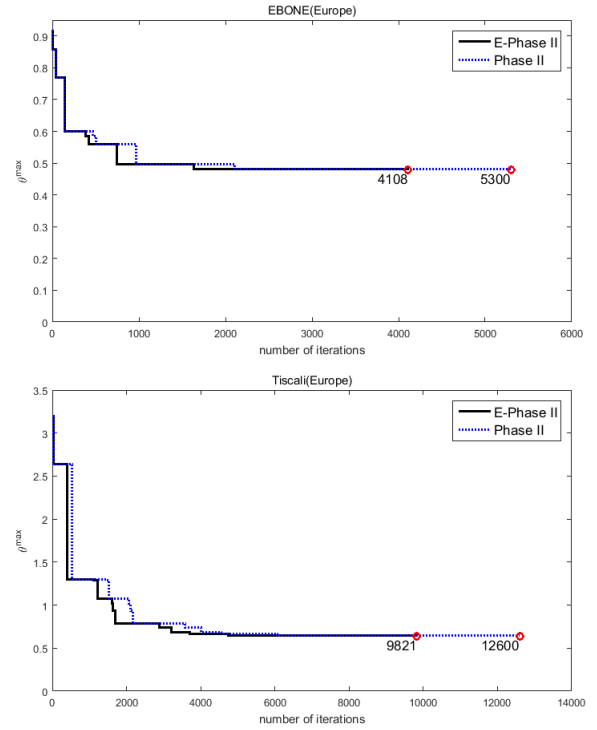 EBONE(Europe)
0.9
0.8
0.7
0.6
0.5
0.4
0.3
0.2
0.1
0
θmax
E-Phase II
Phase II
4108
5300
0 1000 2000 3000 4000 5000 6000
number of iterations
Tiscali(Europe)
3.5
3
2.5
2
1.5
1
0.5
0
θmax
E-Phase II
Phase II
9821
12600
0 2000 4000 6000 8000 10000 12000 14000
number of iterations